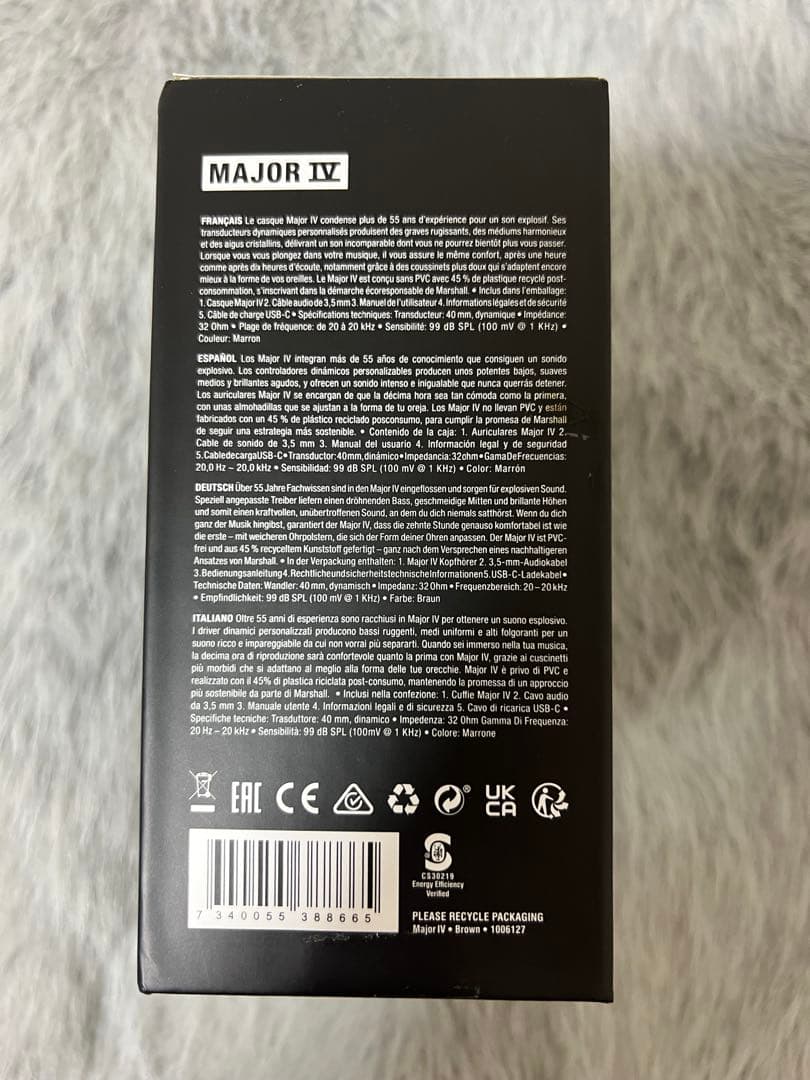 MAJOR IV
FRANÇAIS Le casque Major IV condense plus de 55 ans d'expérience pour un son explosif. Ses
transducteurs dynamiques personnalisés produisent des graves rugissants, des médiums harmonieux
et des aigus cristallins, délivrant un son incomparable dont vous ne pourrez bientôt plus vous passer.
Lorsque vous vous plongez dans votre musique, il vous assure le même confort, après une heure
comme après dix heures d'écoute, notamment grâce à des coussinets plus doux qui s'adaptent encore
mieux à la forme de vos oreilles. Le Major IV est conçu sans PVC avec 45 % de plastique recyclé post-
consommation, s'inscrivant dans la démarche écoresponsable de Marshall. • Inclus dans l'emballage:
1. Casque Major IV 2. Câble audio de 3,5 mm 3. Manuel de l'utilisateur 4. Informations légales et de sécurité
5. Câble de charge USB-C • Spécifications techniques: Transducteur: 40 mm, dynamique • Impédance:
32 Ohm • Plage de fréquence: de 20 à 20 kHz • Sensibilité: 99 dB SPL (100 mV @ 1 KHz) •
Couleur: Marron
ESPAÑOL Los Major IV integran más de 55 años de conocimiento que consiguen un sonido
explosivo. Los controladores dinámicos personalizables producen unos potentes bajos, suaves
medios y brillantes agudos, y ofrecen un sonido intenso e inigualable que nunca querrás detener.
Los auriculares Major IV se encargan de que la décima hora sea tan cómoda como la primera,
con unas almohadillas que se ajustan a la forma de tu oreja. Los Major IV no llevan PVC y están
fabricados con un 45 % de plástico reciclado posconsumo, para cumplir la promesa de Marshall
de seguir una estrategia más sostenible. • Contenido de la caja: 1. Auriculares Major IV 2.
Cable de sonido de 3,5 mm 3. Manual del usuario 4. Información legal y de seguridad
5.CabledecargaUSB-C•Transductor:40mm,dinámico•Impedancia:32ohm•GamaDeFrecuencias:
20,0 Hz – 20,0 kHz • Sensibilidad: 99 dB SPL (100 mV @ 1 KHz) • Color: Marrón
DEUTSCH Über 55 Jahre Fachwissen sind in den Major IV eingeflossen und sorgen für explosiven Sound.
Speziell angepasste Treiber liefern einen dröhnenden Bass, geschmeidige Mitten und brillante Höhen
und somit einen kraftvollen, unübertroffenen Sound, an dem du dich niemals satthörst. Wenn du dich
ganz der Musik hingibst, garantiert der Major IV, dass die zehnte Stunde genauso komfortabel ist wie
die erste – mit weicheren Ohrpolstern, die sich der Form deiner Ohren anpassen. Der Major IV ist PVC-
frei und aus 45 % recyceltem Kunststoff gefertigt – ganz nach dem Versprechen eines nachhaltigeren
Ansatzes von Marshall. • In der Verpackung enthalten: 1. Major IV Kopfhörer 2. 3,5-mm-Audiokabel
3.Bedienungsanleitung4.RechtlicheundsicherheitstechnischeInformationen5.USB-C-Ladekabel•
Technische Daten: Wandler: 40 mm, dynamisch • Impedanz: 32 Ohm • Frequenzbereich: 20 – 20 kHz
• Empfindlichkeit: 99 dB SPL (100 mV @ 1 KHz) • Farbe: Braun
ITALIANO Oltre 55 anni di esperienza sono racchiusi in Major IV per ottenere un suono esplosivo.
I driver dinamici personalizzati producono bassi ruggenti, medi uniformi e alti folgoranti per un
suono ricco e impareggiabile da cui non vorrai più separarti. Quando sei immerso nella tua musica,
la decima ora di riproduzione sarà confortevole quanto la prima con Major IV, grazie ai cuscinetti
più morbidi che si adattano al meglio alla forma delle tue orecchie. Major IV è privo di PVC e
realizzato con il 45% di plastica riciclata post-consumo, mantenendo la promessa di un approccio
più sostenibile da parte di Marshall. • Inclusi nella confezione: 1. Cuffie Major IV 2. Cavo audio
da 3,5 mm 3. Manuale utente 4. Informazioni legali e di sicurezza 5. Cavo di ricarica USB-C •
Specifiche tecniche: Trasduttore: 40 mm, dinamico • Impedenza: 32 Ohm Gamma Di Frequenza:
20 Hz – 20 kHz • Sensibilità: 99 dB SPL (100mV @ 1 KHz) • Colore: Marrone
EAC CE UK CA
CS30219
Energy Efficiency
Verified
7 340055 388665
PLEASE RECYCLE PACKAGING
Major IV • Brown • 1006127